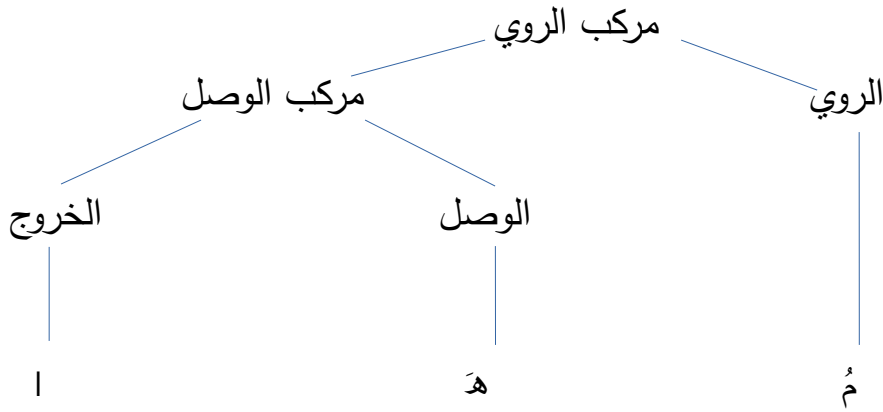 مركب الروي
الروي
مركب الوصل
الوصل
الخروج
مُ
هَ
ا